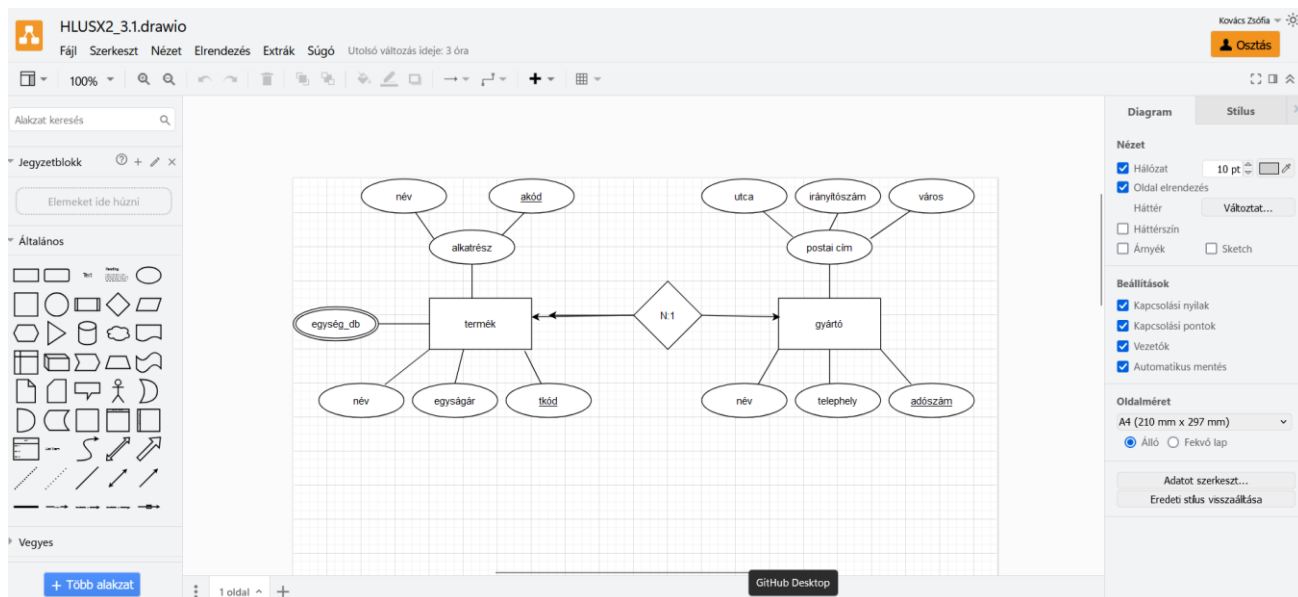 HLUSX2_3.1.drawio
Kovács Zsófia
Fájl Szerkeszt Nézet Elrendezés Extrák Súgó Utolsó változás ideje: 3 óra
Osztás
100%
Alakzat keresés
Jegyzetblokk
Elemeket ide húzni
Általános
Text
Heading
Vegyes
+ Több alakzat
név
akód
alkatrész
egység_db
termék
név
egységár
tkód
N:1
utca
irányítószám
város
postai cím
gyártó
név
telephely
adószám
1 oldal
GitHub Desktop
Diagram
Stílus
Nézet
Hálózat
10 pt
Oldal elrendezés
Háttér
Változtat...
Háttérszín
Árnyék
Sketch
Beállítások
Kapcsolási nyilak
Kapcsolási pontok
Vezetők
Automatikus mentés
Oldalméret
A4 (210 mm x 297 mm)
Álló
Fekvő lap
Adatot szerkeszt...
Eredeti stílus visszaállítása